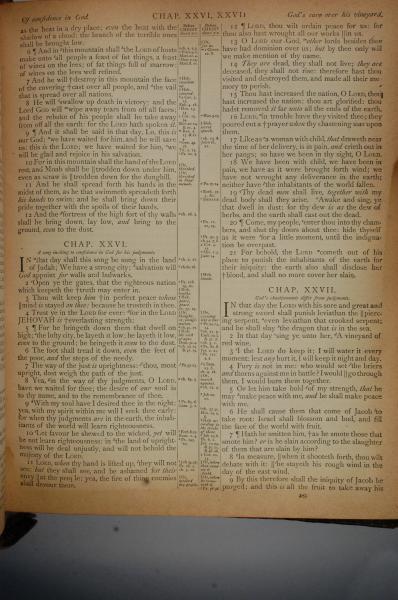 Of confidence in God.
CHAP. XXVI, XXVII
God's care over his vineyard.
as the heat in a dry place; even the heat with the
shadow of a cloud: the branch of the terrible ones
shall be brought low.
6 ¶ And in this mountain shall the LORD of hosts
make unto all people a feast of fat things, a feast
of wines on the lees, of fat things full of marrow,
of wines on the lees well refined.
7 And he will destroy in this mountain the face
of the covering cast over all people, and the vail
that is spread over all nations.
8 He will swallow up death in victory; and the
Lord GOD will wipe away tears from off all faces;
and the rebuke of his people shall he take away
from off all the earth: for the LORD hath spoken it.
9 ¶ And it shall be said in that day, Lo, this is
our God; we have waited for him, and he will save
us: this is the LORD; we have waited for him, we
will be glad and rejoice in his salvation.
10 For in this mountain shall the hand of the LORD
rest, and Moab shall be ‖trodden down under him,
even as straw is ‖trodden down for the dunghill.
11 And he shall spread forth his hands in the
midst of them, as he that swimmeth spreadeth forth
his hands to swim: and he shall bring down their
pride together with the spoils of their hands.
12 And the fortress of the high fort of thy walls
shall he bring down, lay low, and bring to the
ground, even to the dust.
CHAP. XXVI.
A song inciting to confidence in God for his judgments.
IN that day shall this song be sung in the land
of Judah; We have a strong city; salvation will
God appoint for walls and bulwarks.
2 Open ye the gates, that the righteous nation
which keepeth the truth may enter in.
3 Thou wilt keep him in perfect peace whose
‖mind is stayed on thee: because he trusteth in thee.
4 Trust ye in the LORD for ever: for in the LORD
JEHOVAH is everlasting strength:
5 ¶ For he bringeth down them that dwell on
high; the lofty city, he layeth it low; he layeth it low,
even to the ground; he bringeth it even to the dust.
6 The foot shall tread it down, even the feet of
the poor, and the steps of the needy.
7 The way of the just is uprightness: thou, most
upright, dost weigh the path of the just.
8 Yea, in the way of thy judgments, O LORD,
have we waited for thee; the desire of our soul is
to thy name, and to the remembrance of thee.
9 With my soul have I desired thee in the night;
yea, with my spirit within me will I seek thee early:
for when thy judgments are in the earth, the inhabi-
tants of the world will learn righteousness.
10 Let favour be shewed to the wicked, yet will
he not learn righteousness: in the land of upright-
ness will he deal unjustly, and will not behold the
majesty of the LORD.
11 LORD, when thy hand is lifted up, they will not
see: but they shall see, and be ashamed for their
envy ‖at the people; yea, the fire of thine enemies
shall devour them.
12 ¶ LORD, thou wilt ordain peace for us: for
thou also hast wrought all our works in us.
13 O LORD our God, other lords besides thee
have had dominion over us: but by thee only will
we make mention of thy name.
14 They are dead, they shall not live; they are
deceased, they shall not rise: therefore hast thou
visited and destroyed them, and made all their me-
mory to perish.
15 Thou hast increased the nation, O LORD, thou
hast increased the nation; thou art glorified: thou
hadst removed it far unto all the ends of the earth.
16 LORD, in trouble have they visited thee; they
poured out a prayer when thy chastening was upon
them.
17 Like as a woman with child, that draweth near
the time of her delivery, is in pain, and crieth out in
her pangs; so have we been in thy sight, O LORD.
18 We have been with child, we have been in
pain, we have as it were brought forth wind; we
have not wrought any deliverance in the earth;
neither have the inhabitants of the world fallen.
19 Thy dead men shall live, together with my
dead body shall they arise. Awake and sing, ye
that dwell in dust: for thy dew is as the dew of
herbs, and the earth shall cast out the dead.
20 ¶ Come, my people, enter thou into thy cham-
bers, and shut thy doors about thee: hide thyself
as it were for a little moment, until the indigna-
tion be overpast.
21 For behold, the LORD cometh out of his
place to punish the inhabitants of the earth for
their iniquity: the earth also shall disclose her
‖blood, and shall no more cover her slain.
CHAP. XXVII.
God's chastisements differ from judgments.
IN that day the LORD with his sore and great and
strong sword shall punish leviathan the ‖pierc-
ing serpent, even leviathan that crooked serpent;
and he shall slay the dragon that is in the sea.
2 In that day sing ye unto her, A vineyard of
red wine.
3 I the LORD do keep it; I will water it every
moment: lest any hurt it, I will keep it night and day.
4 Fury is not in me: who would set the briers
and thorns against me in battle? I would ‖go through
them, I would burn them together.
5 Or let him take hold of my strength, that he
may make peace with me, and he shall make peace
with me.
6 He shall cause them that come of Jacob to
take root: Israel shall blossom and bud, and fill
the face of the world with fruit.
7 ¶ Hath he smitten him, as he smote those that
smote him? or is he slain according to the slaughter
of them that are slain by him?
8 In measure, ‖when it shooteth forth, thou wilt
debate with it: ‖he stayeth his rough wind in the
day of the east wind.
9 By this therefore shall the iniquity of Jacob be
purged; and this is all the fruit to take away his